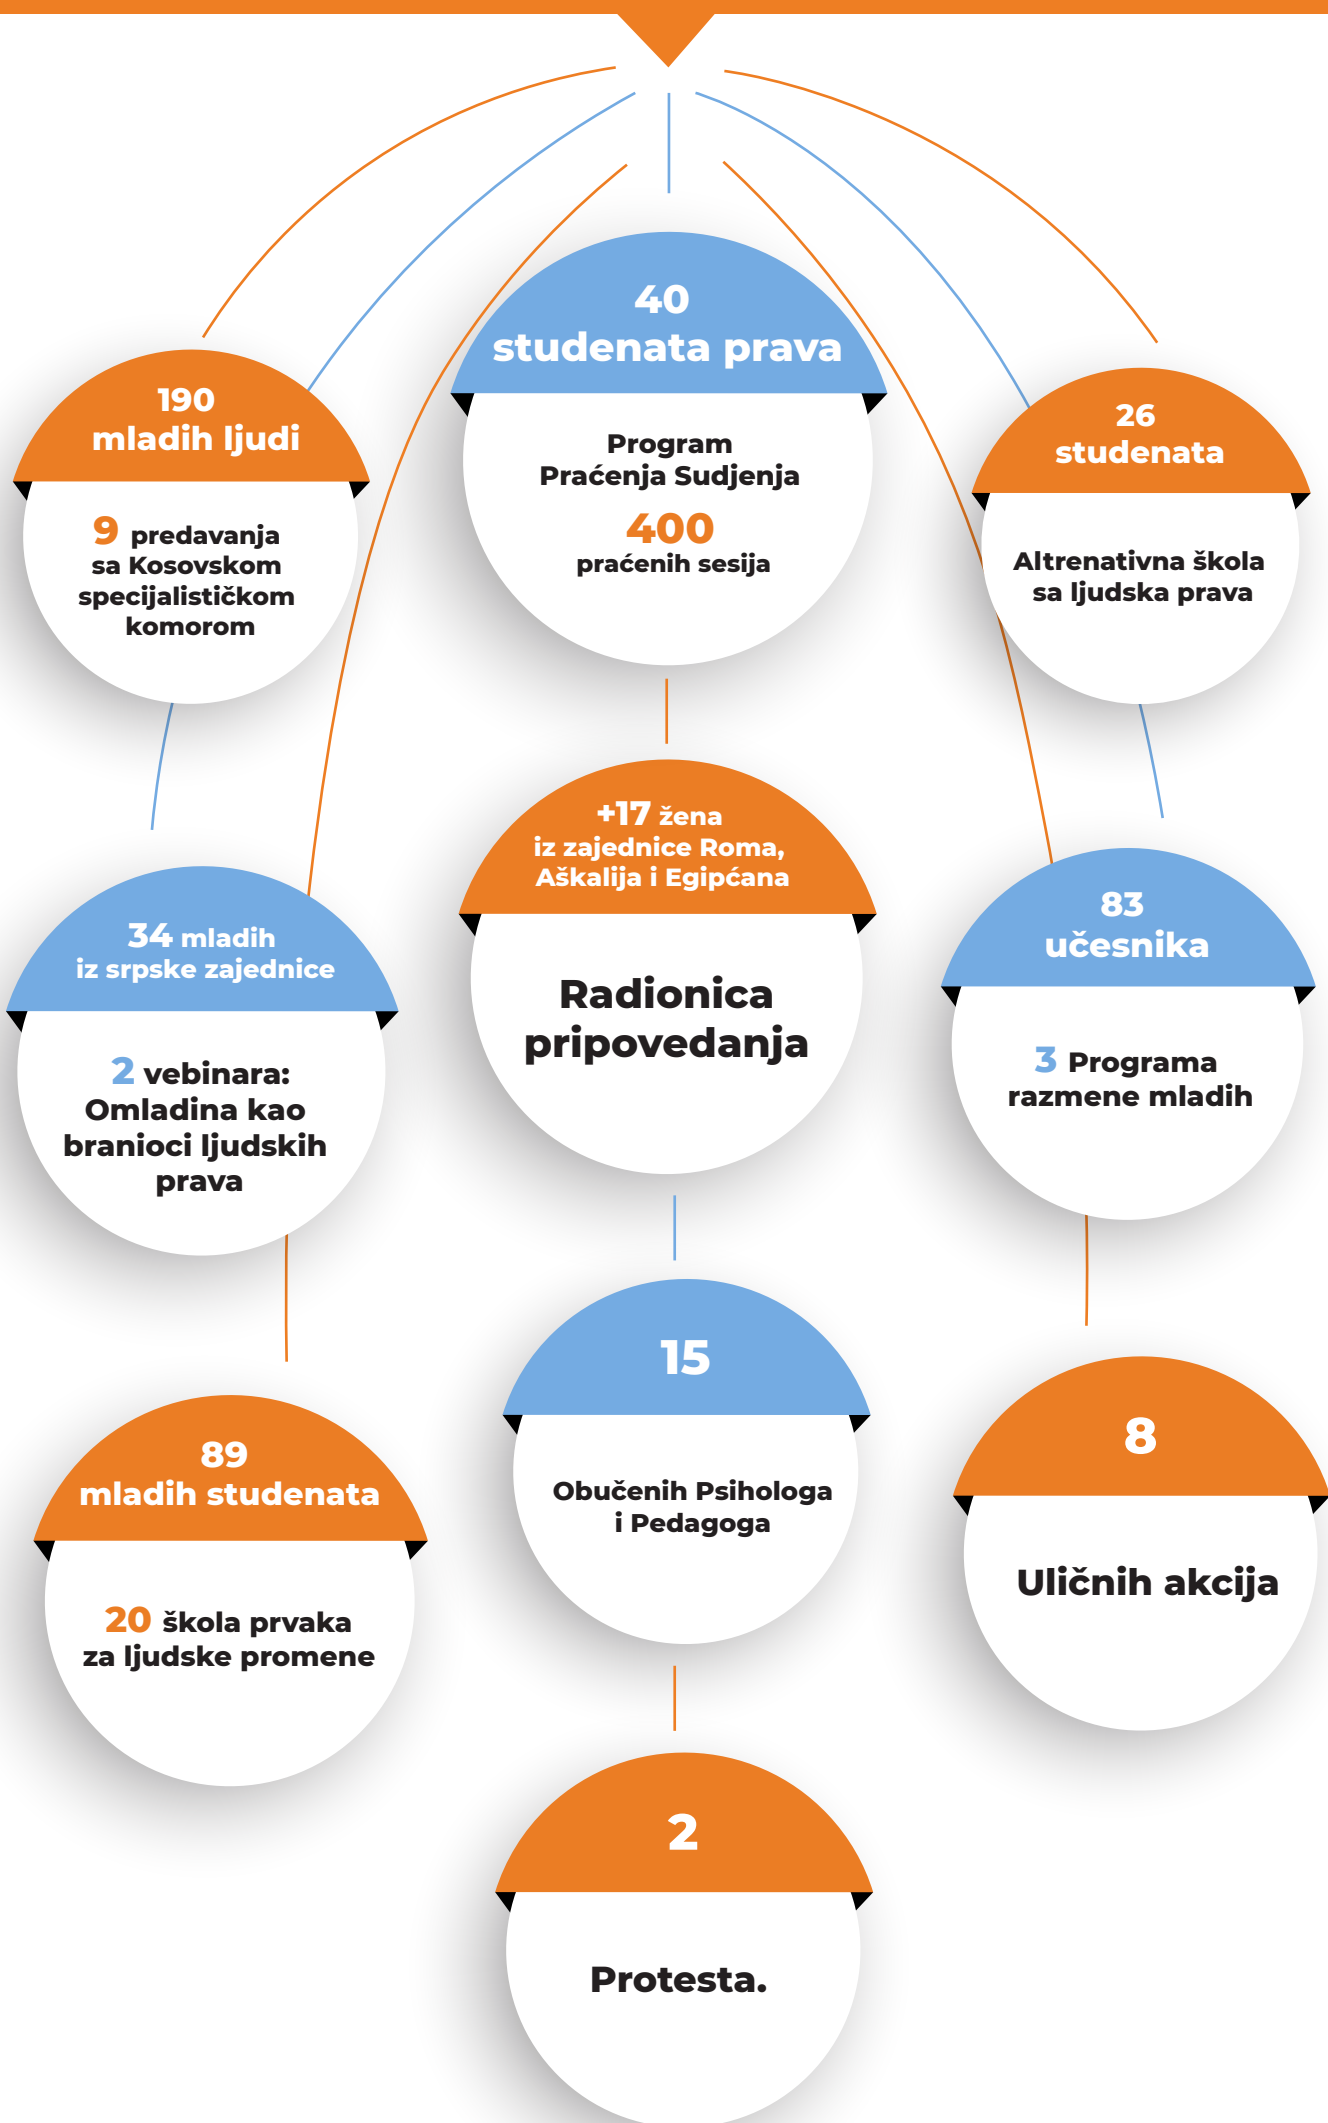 40
studenata prava
Program
Praćenja Sudjenja
400
praćenih sesija
190
mladih ljudi
9 predavanja
sa Kosovskom
specijalističkom
komorom
26
studenata
Altrenativna škola
sa ljudska prava
+17 žena
iz zajednice Roma,
Aškalija i Egipćana
Radionica
pripovedanja
34 mladih
iz srpske zajednice
2 vebinara:
Omladina kao
branioci ljudskih
prava
83
učesnika
3 Programa
razmene mladih
15
Obučenih Psihologa
i Pedagoga
89
mladih studenata
20 škola prvaka
za ljudske promene
8
Uličnih akcija
2
Protesta.